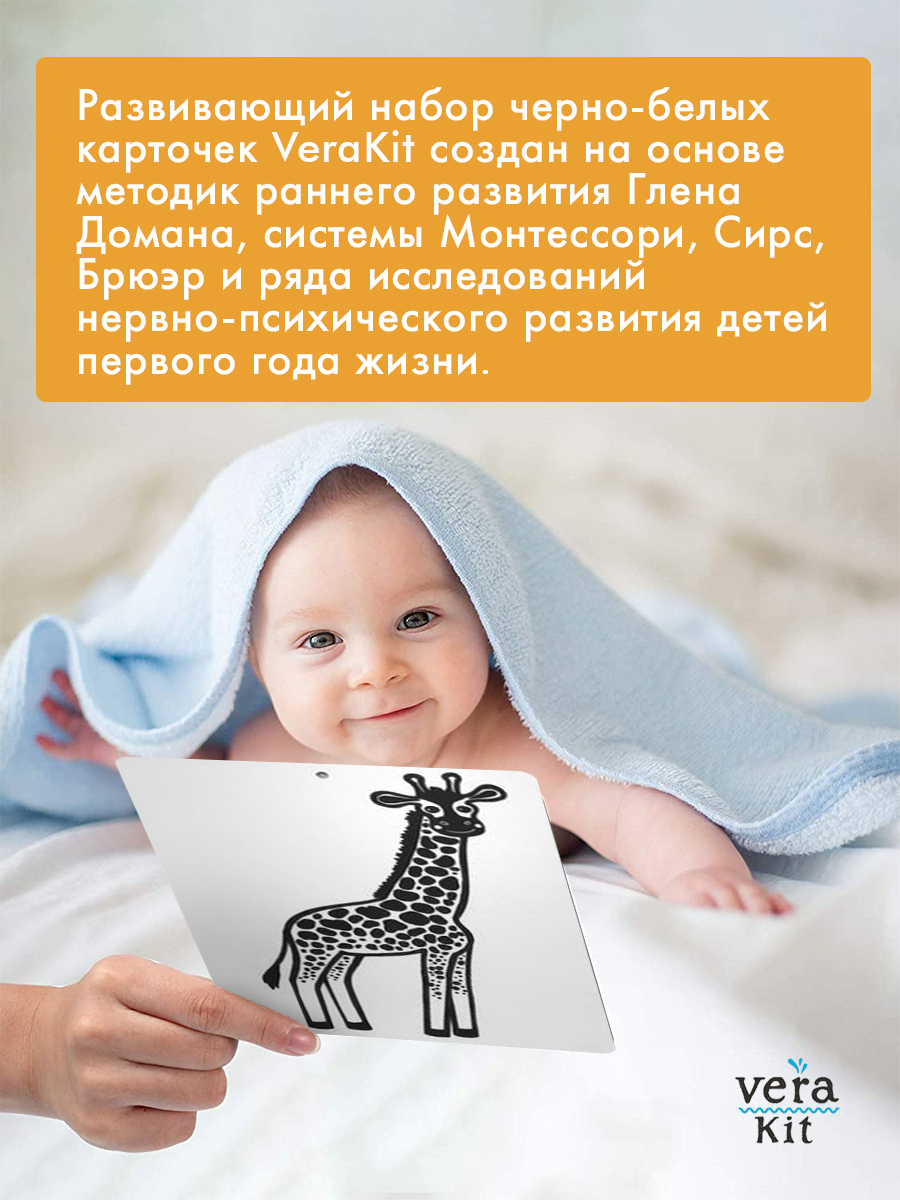 Развивающий набор черно-белых
карточек VeraKit создан на основе
методик раннего развития Глена
Домана, системы Монтессори, Сирс,
Брюэр и ряда исследований
нервно-психического развития детей
первого года жизни.
vera
Kit